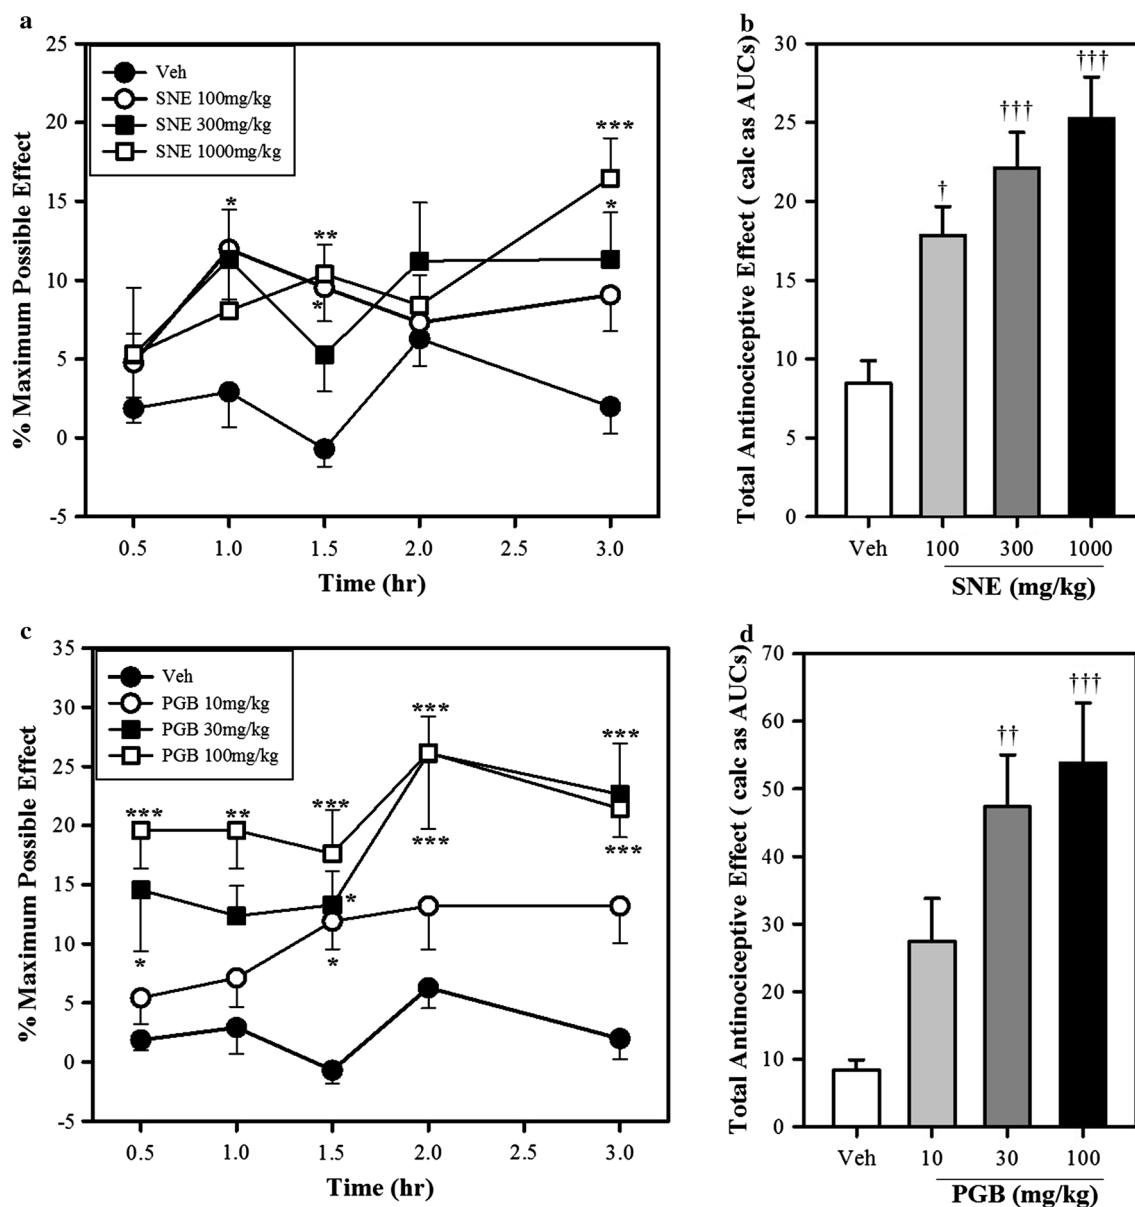 a
25
20
15
10
5
0
-5
% Maximum Possible Effect
Veh
SNE 100mg/kg
SNE 300mg/kg
SNE 1000mg/kg
*
**
*
***
*
0.5 1.0 1.5 2.0 2.5 3.0
Time (hr)
b
30
25
20
15
10
5
0
Total Antinociceptive Effect ( calc as AUCs)
†
†††
†††
Veh 100 300 1000
SNE (mg/kg)
c
35
30
25
20
15
10
5
0
-5
% Maximum Possible Effect
Veh
PGB 10mg/kg
PGB 30mg/kg
PGB 100mg/kg
***
**
***
***
***
*
*
*
***
***
0.5 1.0 1.5 2.0 2.5 3.0
Time (hr)
d
70
60
50
40
30
20
10
0
Total Antinociceptive Effect ( calc as AUCs)
††
†††
Veh 10 30 100
PGB (mg/kg)